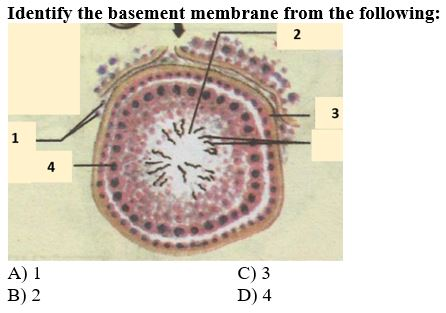 Identify the basement membrane from the following:
2
3
1
4
A) 1
C) 3
B) 2
D) 4